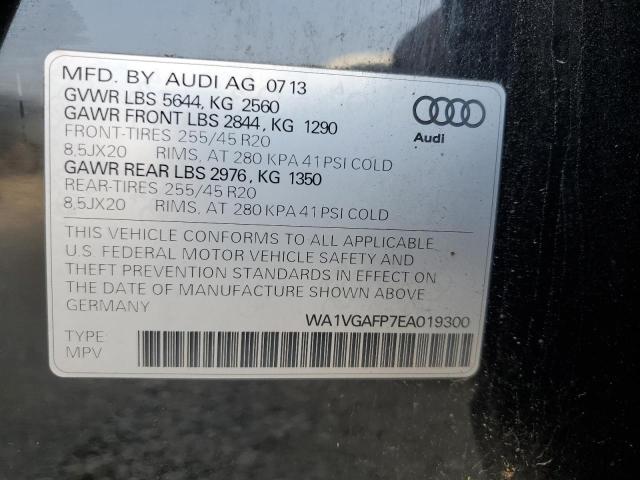 MFD. BY AUDI AG 07 13
GVWR LBS 5644, KG 2560
GAWR FRONT LBS 2844, KG 1290
FRONT-TIRES 255/45 R20
8,5JX20 RIMS, AT 280 KPA 41 PSI COLD
GAWR REAR LBS 2976, KG 1350
REAR-TIRES 255/45 R20
8,5JX20 RIMS, AT 280 KPA 41 PSI COLD
Audi
THIS VEHICLE CONFORMS TO ALL APPLICABLE
U.S. FEDERAL MOTOR VEHICLE SAFETY AND
THEFT PREVENTION STANDARDS IN EFFECT ON
THE DATE OF MANUFACTURE SHOWN ABOVE
GERMANY
WA1VGAFP7EA019300
TYPE:
MPV